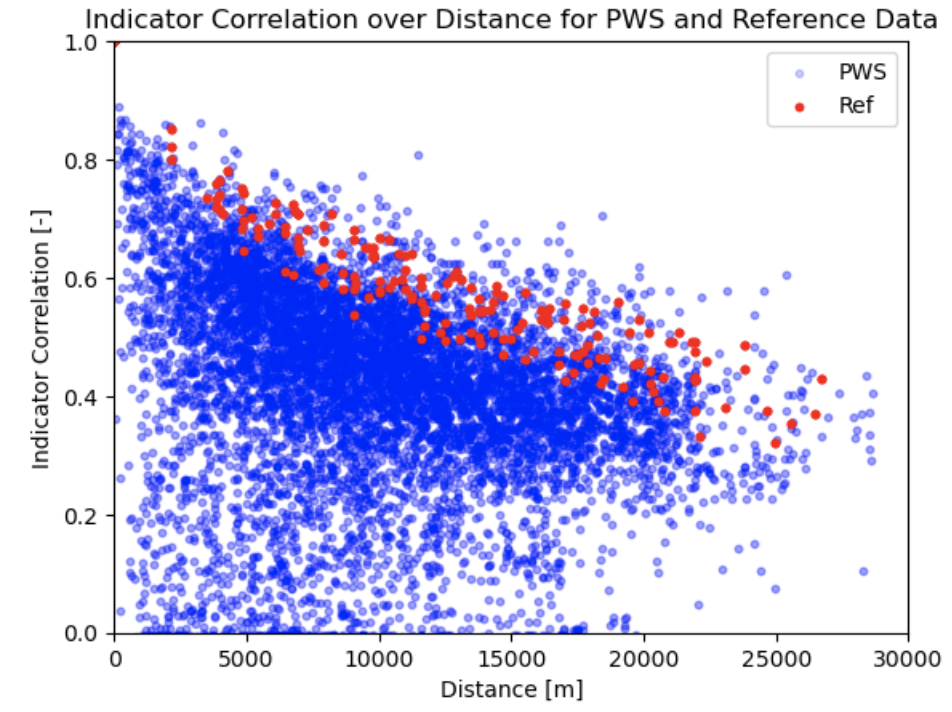 Indicator Correlation over Distance for PWS and Reference Data
1.0
0.8
0.6
0.4
0.2
0.0
Indicator Correlation [-]
PWS
Ref
0 5000 10000 15000 20000 25000 30000
Distance [m]